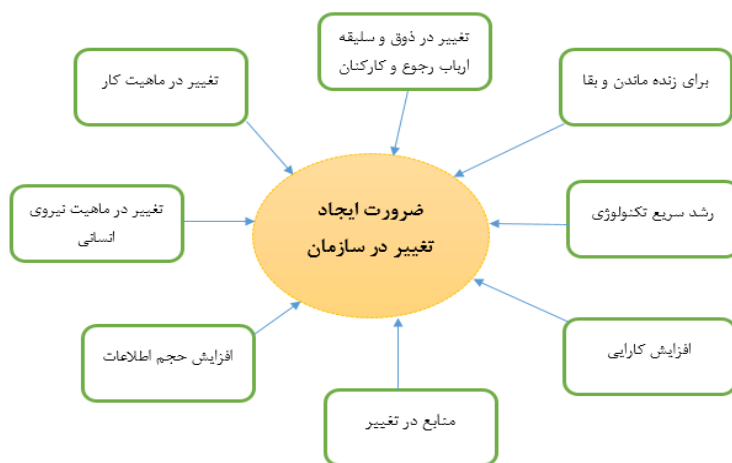 تغییر در ذوق و سلیقه
ارباب رجوع و کارکنان
برای زنده ماندن و بقا
تغییر در ماهیت کار
ضرورت ایجاد
تغییر در سازمان
رشد سریع تکنولوژی
تغییر در ماهیت نیروی
انسانی
افزایش کارایی
افزایش حجم اطلاعات
منابع در تغییر